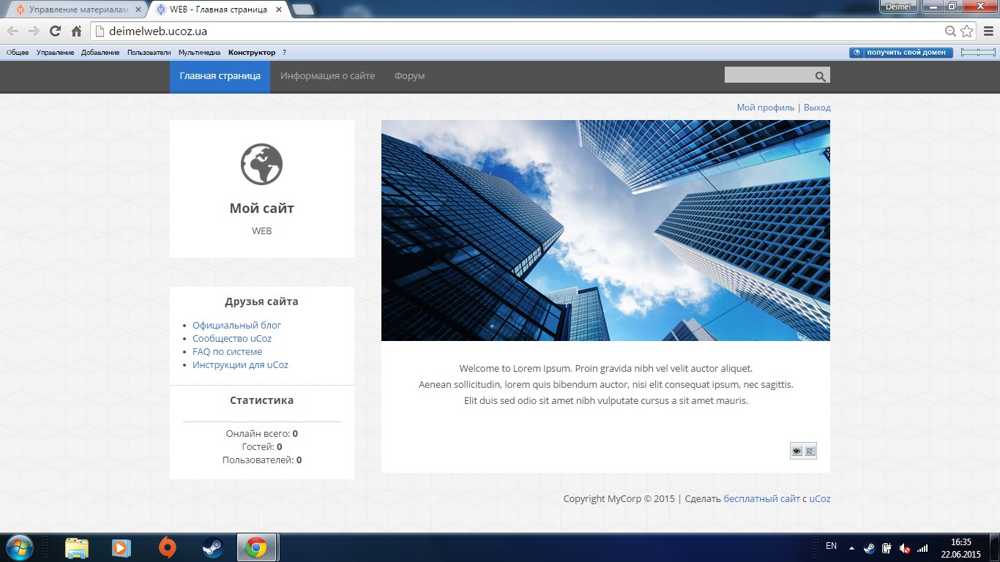 Управление материалам
WEB - Главная страница
Deimel
deimelweb.ucoz.ua
Общее Управление Добавление Пользователи Мультимедиа Конструктор ?
получить свой домен
Главная страница Информация о сайте Форум
Мой профиль | Выход
Мой сайт
WEB
Друзья сайта
Официальный блог
Сообщество uCoz
FAQ по системе
Инструкции для uCoz
Статистика
Онлайн всего: 0
Гостей: 0
Пользователей: 0
Welcome to Lorem Ipsum. Proin gravida nibh vel velit auctor aliquet.
Aenean sollicitudin, lorem quis bibendum auctor, nisi elit consequat ipsum, nec sagittis.
Elit duis sed odio sit amet nibh vulputate cursus a sit amet mauris.
Copyright MyCorp © 2015 | Сделать бесплатный сайт с uCoz
EN
16:35
22.06.2015